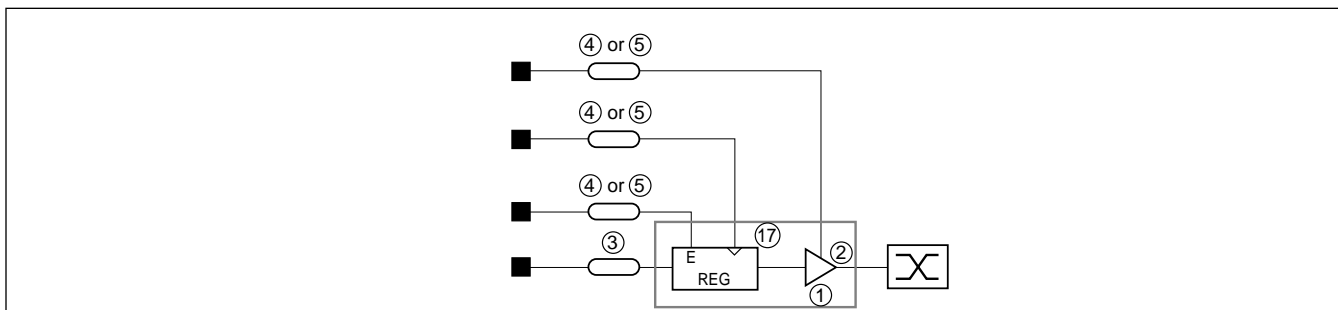 ④ or ⑤
④ or ⑤
④ or ⑤
③
⑰
E
REG
②
①